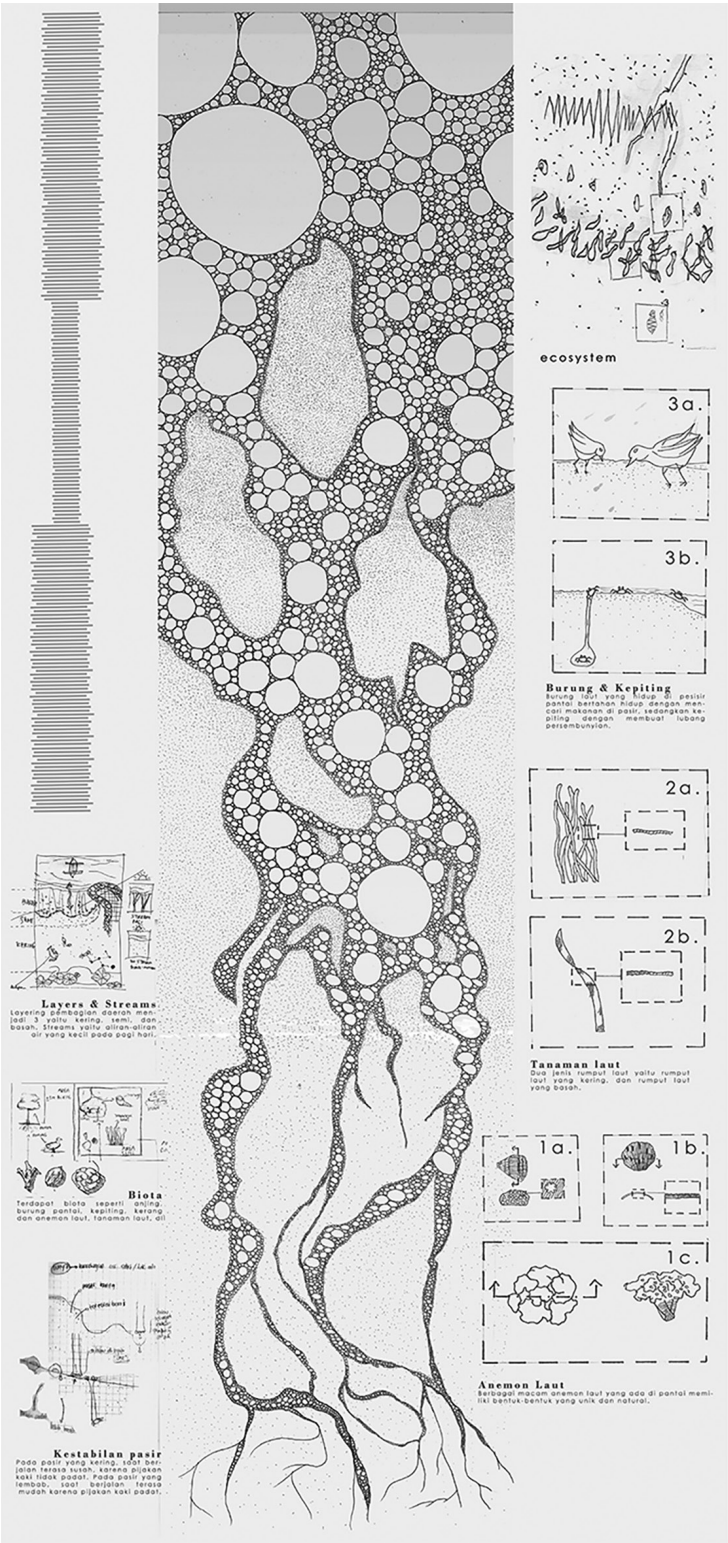 Layers & Streams
Layering pembagian daerah men-
jadi 3 yaitu kering, semi, dan
basah. Streams yaitu aliran-aliran
air yang kecil pada pagi hari.
Biota
Terdapat biota seperti anjing,
burung pantai, kepiting, kerang
dan anemon laut, tanaman laut, dll
Kestabilan pasir
Pada pasir yang kering, saat ber-
jalan terasa susah, karena pijakan
kaki tidak padat. Pada pasir yang
lembab, saat berjalan terasa
mudah karena pijakan kaki padat.
ecosystem
3a.
3b.
Burung & Kepiting
Burung laut yang hidup di pesisir
pantai bertahan hidup dengan men-
cari makanan di pasir, sedangkan ke-
piting dengan membuat lubang
persembunyian.
2a.
2b.
Tanaman laut
Dua jenis rumput laut yaitu rumput
laut yang kering, dan rumput laut
yang basah.
1a.
1b.
1c.
Anemon Laut
Berbagai macam anemon laut yang ada di pantai memi-
liki bentuk-bentuk yang unik dan natural.